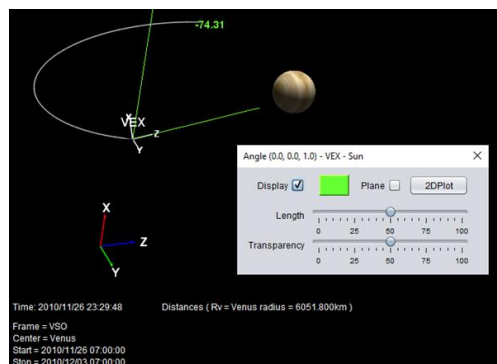 -74.31
X
VEX
Z
Y
Angle (0.0, 0.0, 1.0) - VEX - Sun
Display
Plane
2DPlot
Length
0 25 50 75 100
Transparency
0 25 50 75 100
X
Z
Y
Time: 2010/11/26 23:29:48 Distances ( Rv = Venus radius = 6051.800km )
Frame = VSO
Center = Venus
Start = 2010/11/26 07:00:00
Stop = 2010/12/03 07:00:00